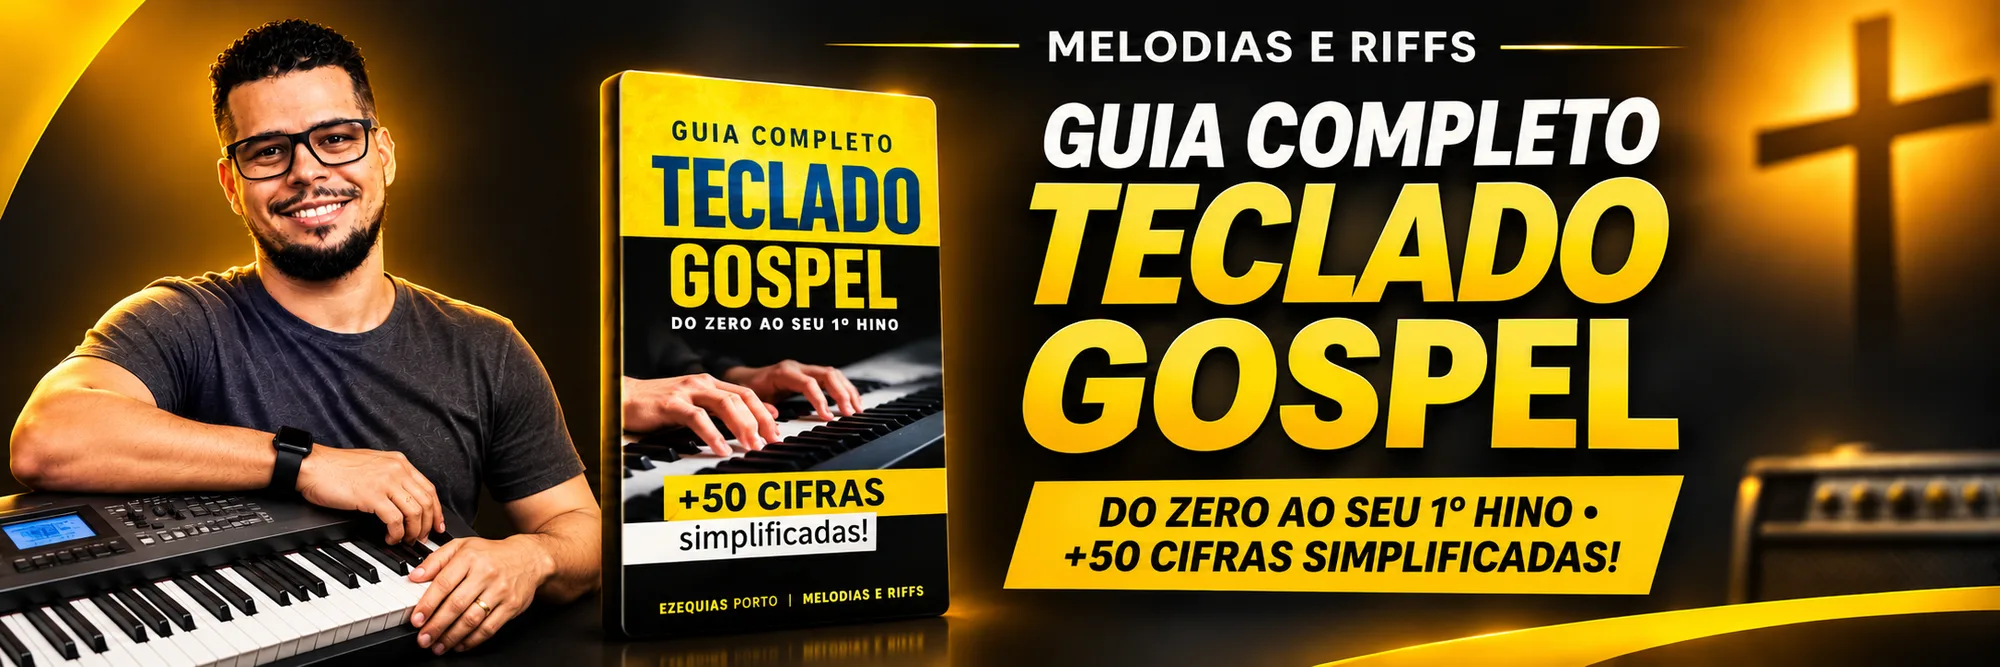 MELODIAS E RIFFS
GUIA COMPLETO
TECLADO
GOSPEL
DO ZERO AO SEU 1º HINO •
+50 CIFRAS SIMPLIFICADAS!
GUIA COMPLETO
TECLADO
GOSPEL
DO ZERO AO SEU 1º HINO
+50 CIFRAS
simplificadas!
EZEQUIAS PORTO | MELODIAS E RIFFS